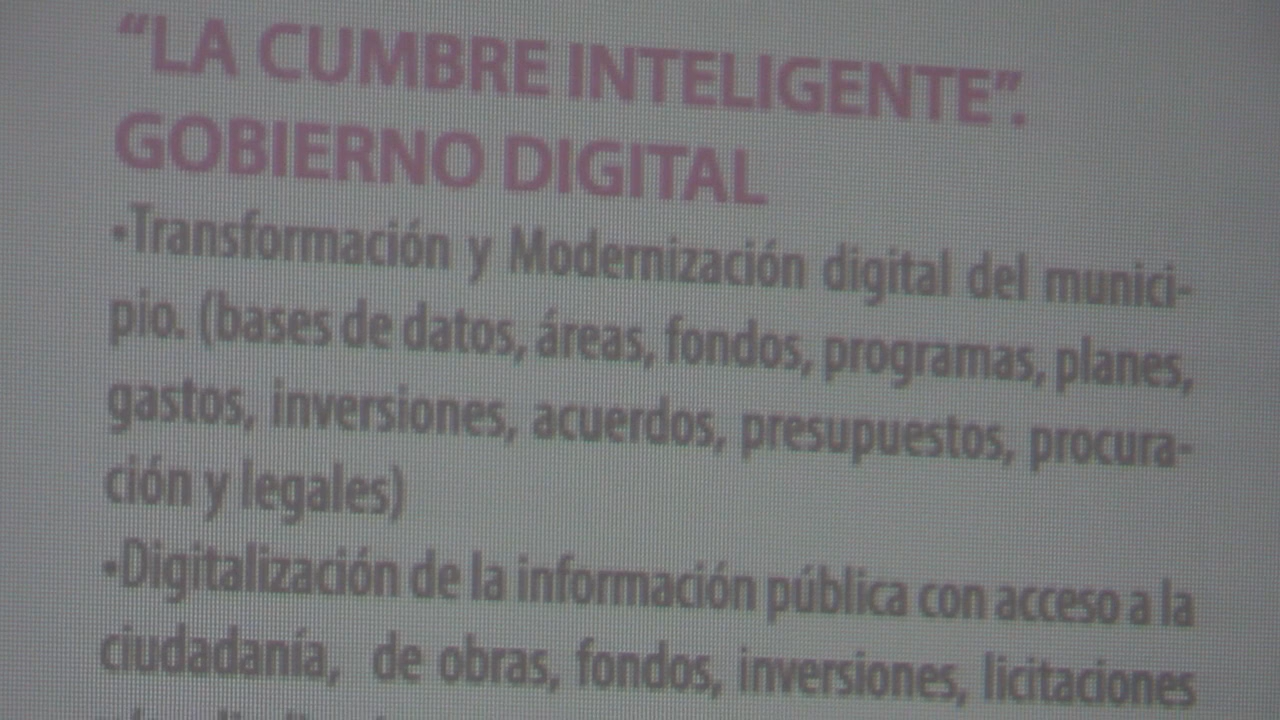 “LA CUMBRE INTELIGENTE”.
GOBIERNO DIGITAL
•Transformación y Modernización digital del munici-
pio. (bases de datos, áreas, fondos, programas, planes,
gastos, inversiones, acuerdos, presupuestos, procura-
ción y legales)
•Digitalización de la información pública con acceso a la
ciudadanía, de obras, fondos, inversiones, licitaciones